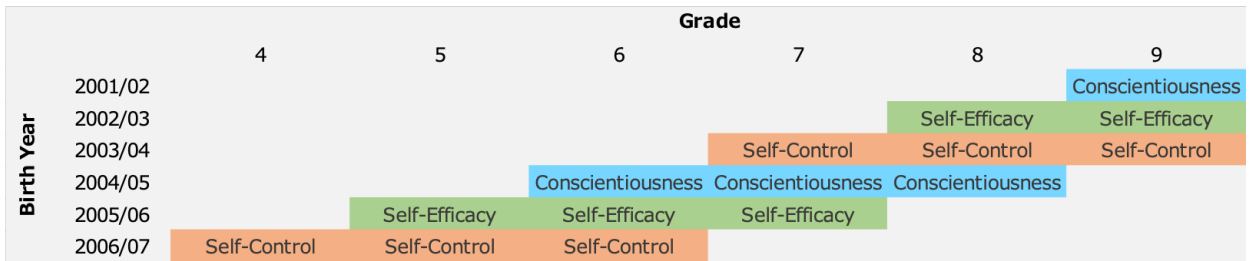 Grade
4 5 6 7 8 9
Birth Year
2001/02 Conscientiousness
2002/03 Self-Efficacy Self-Efficacy
2003/04 Self-Control Self-Control Self-Control
2004/05 Conscientiousness Conscientiousness Conscientiousness
2005/06 Self-Efficacy Self-Efficacy Self-Efficacy
2006/07 Self-Control Self-Control Self-Control